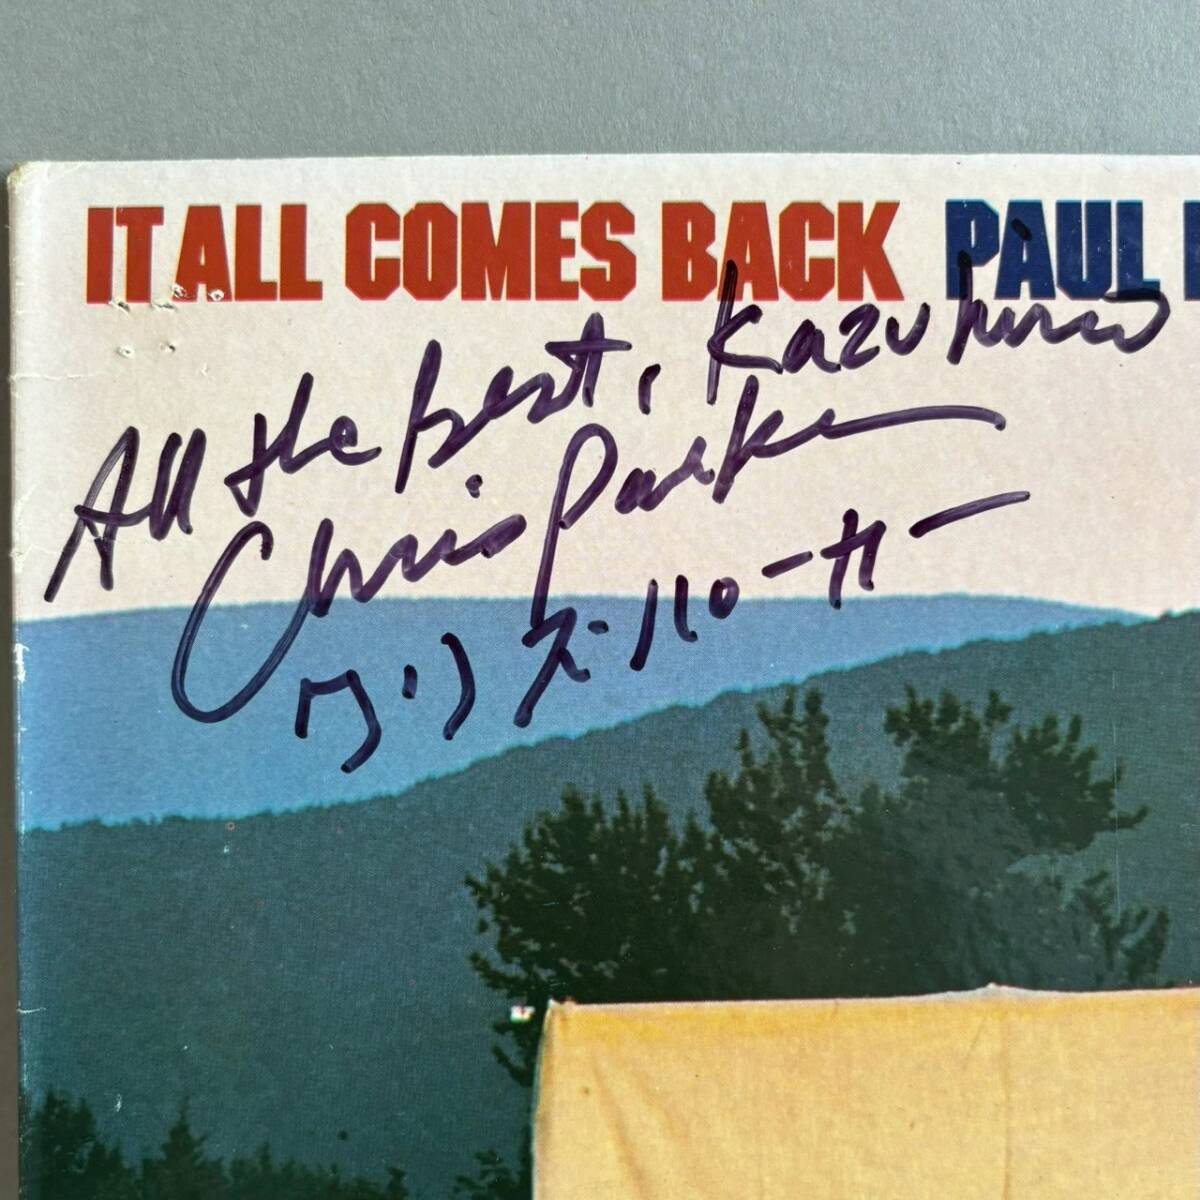 IT ALL COMES BACK PAUL
All the best, Kazuhiro
Chris Parker
クリス・パーカー